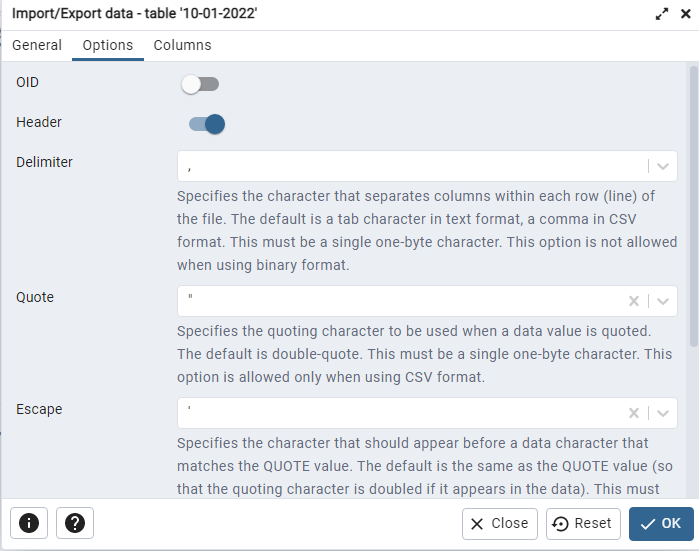 Import/Export data - table '10-01-2022'
General Options Columns
OID
Header
Delimiter
,
Specifies the character that separates columns within each row (line) of
the file. The default is a tab character in text format, a comma in CSV
format. This must be a single one-byte character. This option is not allowed
when using binary format.
Quote
"
Specifies the quoting character to be used when a data value is quoted.
The default is double-quote. This must be a single one-byte character. This
option is allowed only when using CSV format.
Escape
'
Specifies the character that should appear before a data character that
matches the QUOTE value. The default is the same as the QUOTE value (so
that the quoting character is doubled if it appears in the data). This must
Close Reset OK